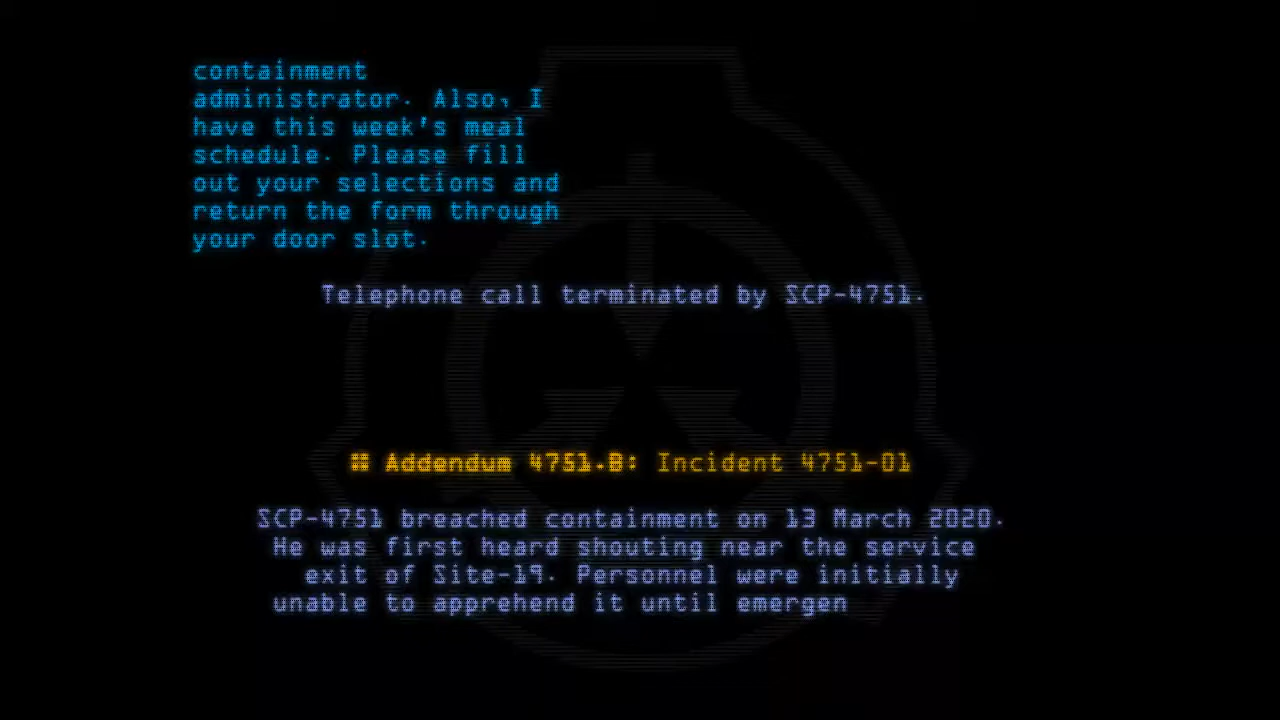 containment
administrator. Also, I
have this week's meal
schedule. Please fill
out your selections and
return the form through
your door slot.
Telephone call terminated by SCP-4751.
# Addendum 4751.B: Incident 4751-01
SCP-4751 breached containment on 13 March 2020.
He was first heard shouting near the service
exit of Site-19. Personnel were initially
unable to apprehend it until emergen